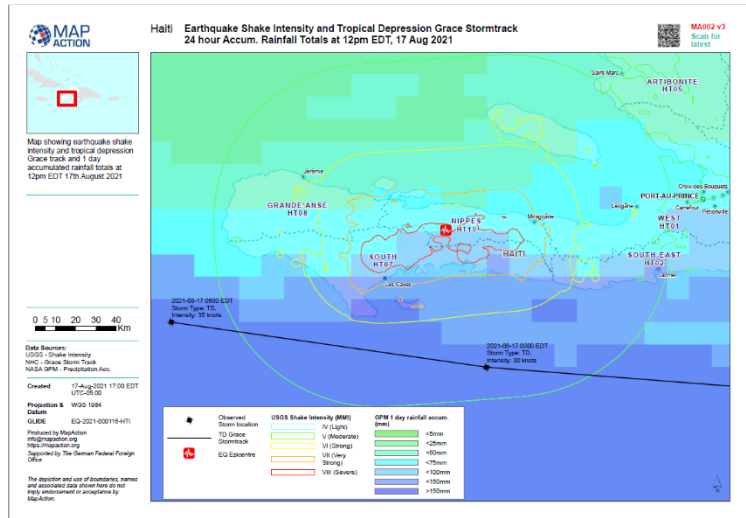 MAP
ACTION
Haiti
Earthquake Shake Intensity and Tropical Depression Grace Stormtrack
24 hour Accum. Rainfall Totals at 12pm EDT, 17 Aug 2021
MA002 v3
Scan for
latest
Map showing earthquake shake
intensity and tropical depression
Grace track and 1 day
accumulated rainfall totals at
12pm EDT 17th August 2021
0 5 10 20 30 40
Km
Data Sources:
USGS - Shake Intensity
NHC - Grace Storm Track
NASA GPM - Precipitation Acc.
Created 17-Aug-2021 17:00 EDT
UTC-05:00
Projection & Datum WGS 1984
GLIDE EQ-2021-000116-HTI
Produced by MapAction
info@mapaction.org
https://mapaction.org
Supported by The German Federal Foreign
Office
The depiction and use of boundaries, names
and associated data shown here do not
imply endorsement or acceptance by
MapAction.
Saint Marc
ARTIBONITE
HT05
Jérémie
GRANDE'ANSE
HT08
NIPPES
HT10
Miragoâne
SOUTH
HT07
HAITI
Les Cayes
Léogâne
Croix-des-Bouquets
PORT-AU-PRINCE
Carrefour
Pétionville
WEST
HT01
SOUTH-EAST
HT02
Jacmel
2021-08-17 0600 EDT
Storm Type: TS,
Intensity: 35 knots
2021-08-17 0000 EDT
Storm Type: TD,
Intensity: 30 knots
Observed
Storm location
TD Grace
Stormtrack
EQ Epicentre
USGS Shake Intensity (MMI)
IV (Light)
V (Moderate)
VI (Strong)
VII (Very
Strong)
VIII (Severe)
GPM 1 day rainfall accum.
(mm)
<5mm
<25mm
<50mm
<75mm
<100mm
<150mm
>150mm
N